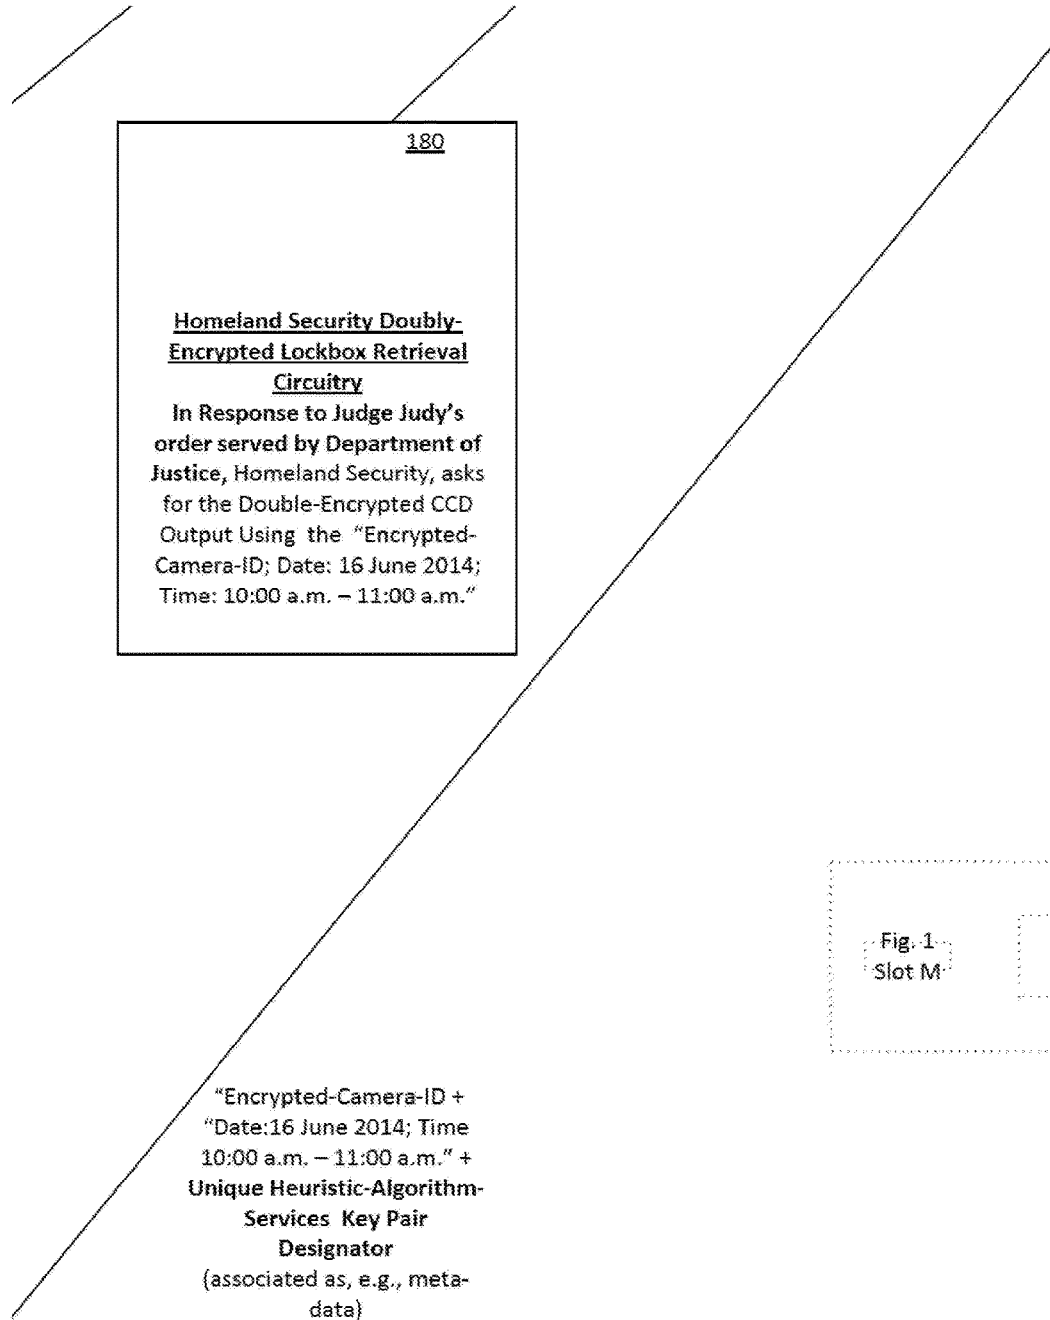 180
Homeland Security Doubly-
Encrypted Lockbox Retrieval
Circuitry
In Response to Judge Judy's
order served by Department of
Justice, Homeland Security, asks
for the Double-Encrypted CCD
Output Using the "Encrypted-
Camera-ID; Date: 16 June 2014;
Time: 10:00 a.m. – 11:00 a.m."
Fig. 1
Slot M
"Encrypted-Camera-ID +
"Date:16 June 2014; Time
10:00 a.m. – 11:00 a.m." +
Unique Heuristic-Algorithm-
Services Key Pair
Designator
(associated as, e.g., meta-
data)